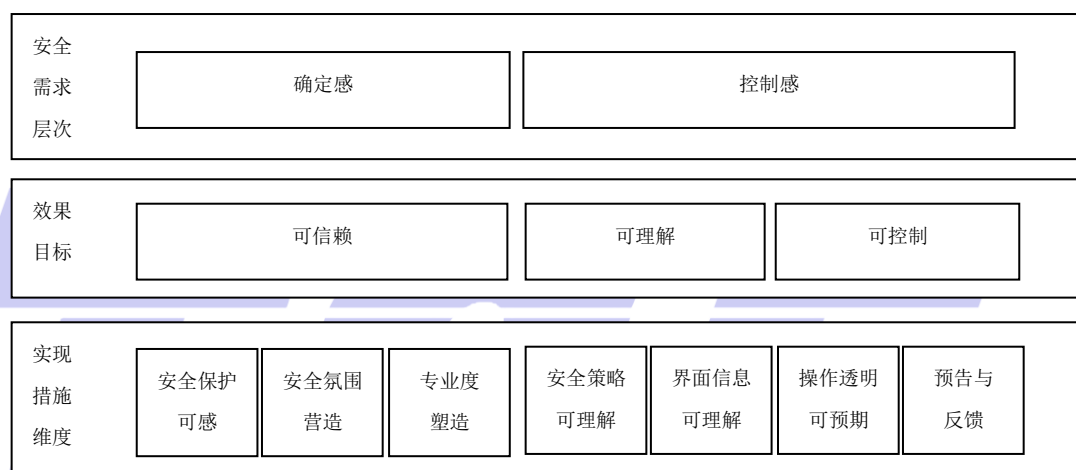 安全
需求
层次
确定感
控制感
效果
目标
可信赖
可理解
可控制
实现
措施
维度
安全保护
可感
安全氛围
营造
专业度
塑造
安全策略
可理解
界面信息
可理解
操作透明
可预期
预告与
反馈